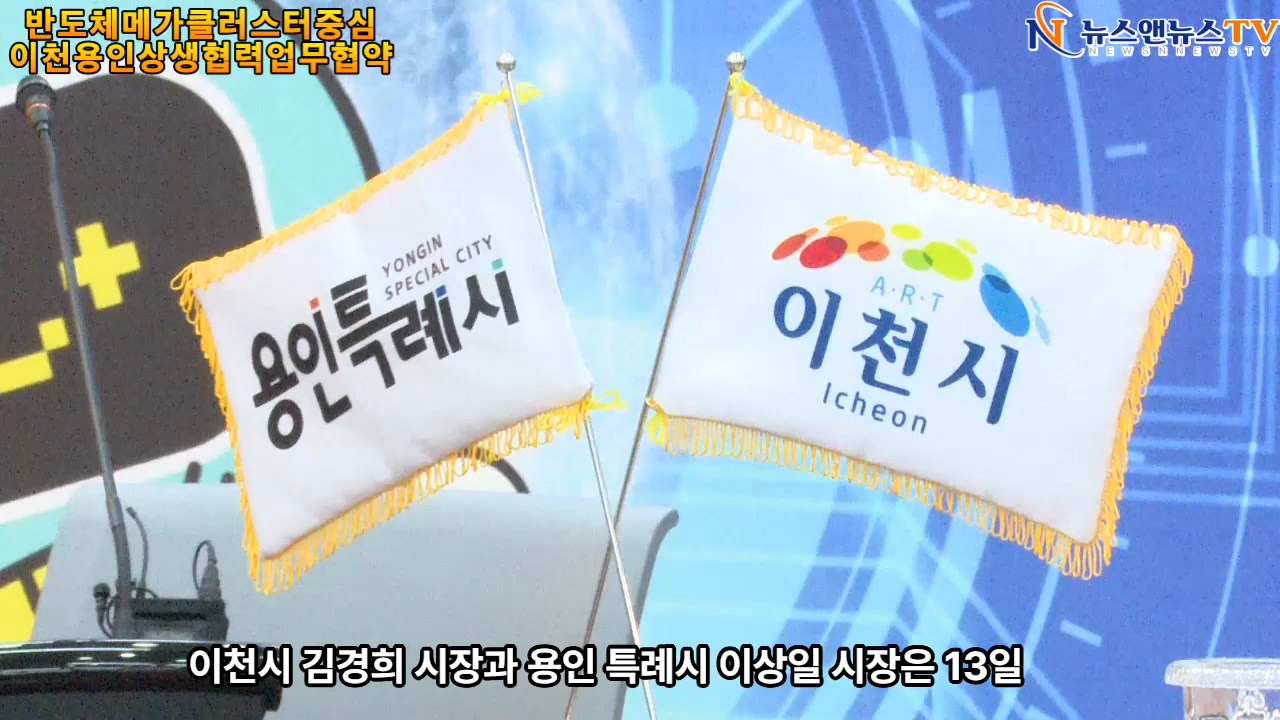 반도체메가클러스터중심
이천용인상생협력업무협약
뉴스앤뉴스TV
NEWSNNEWSTV
YONGIN
SPECIAL CITY
용인특례시
A·R·T
이천시
Icheon
이천시 김경희 시장과 용인 특례시 이상일 시장은 13일